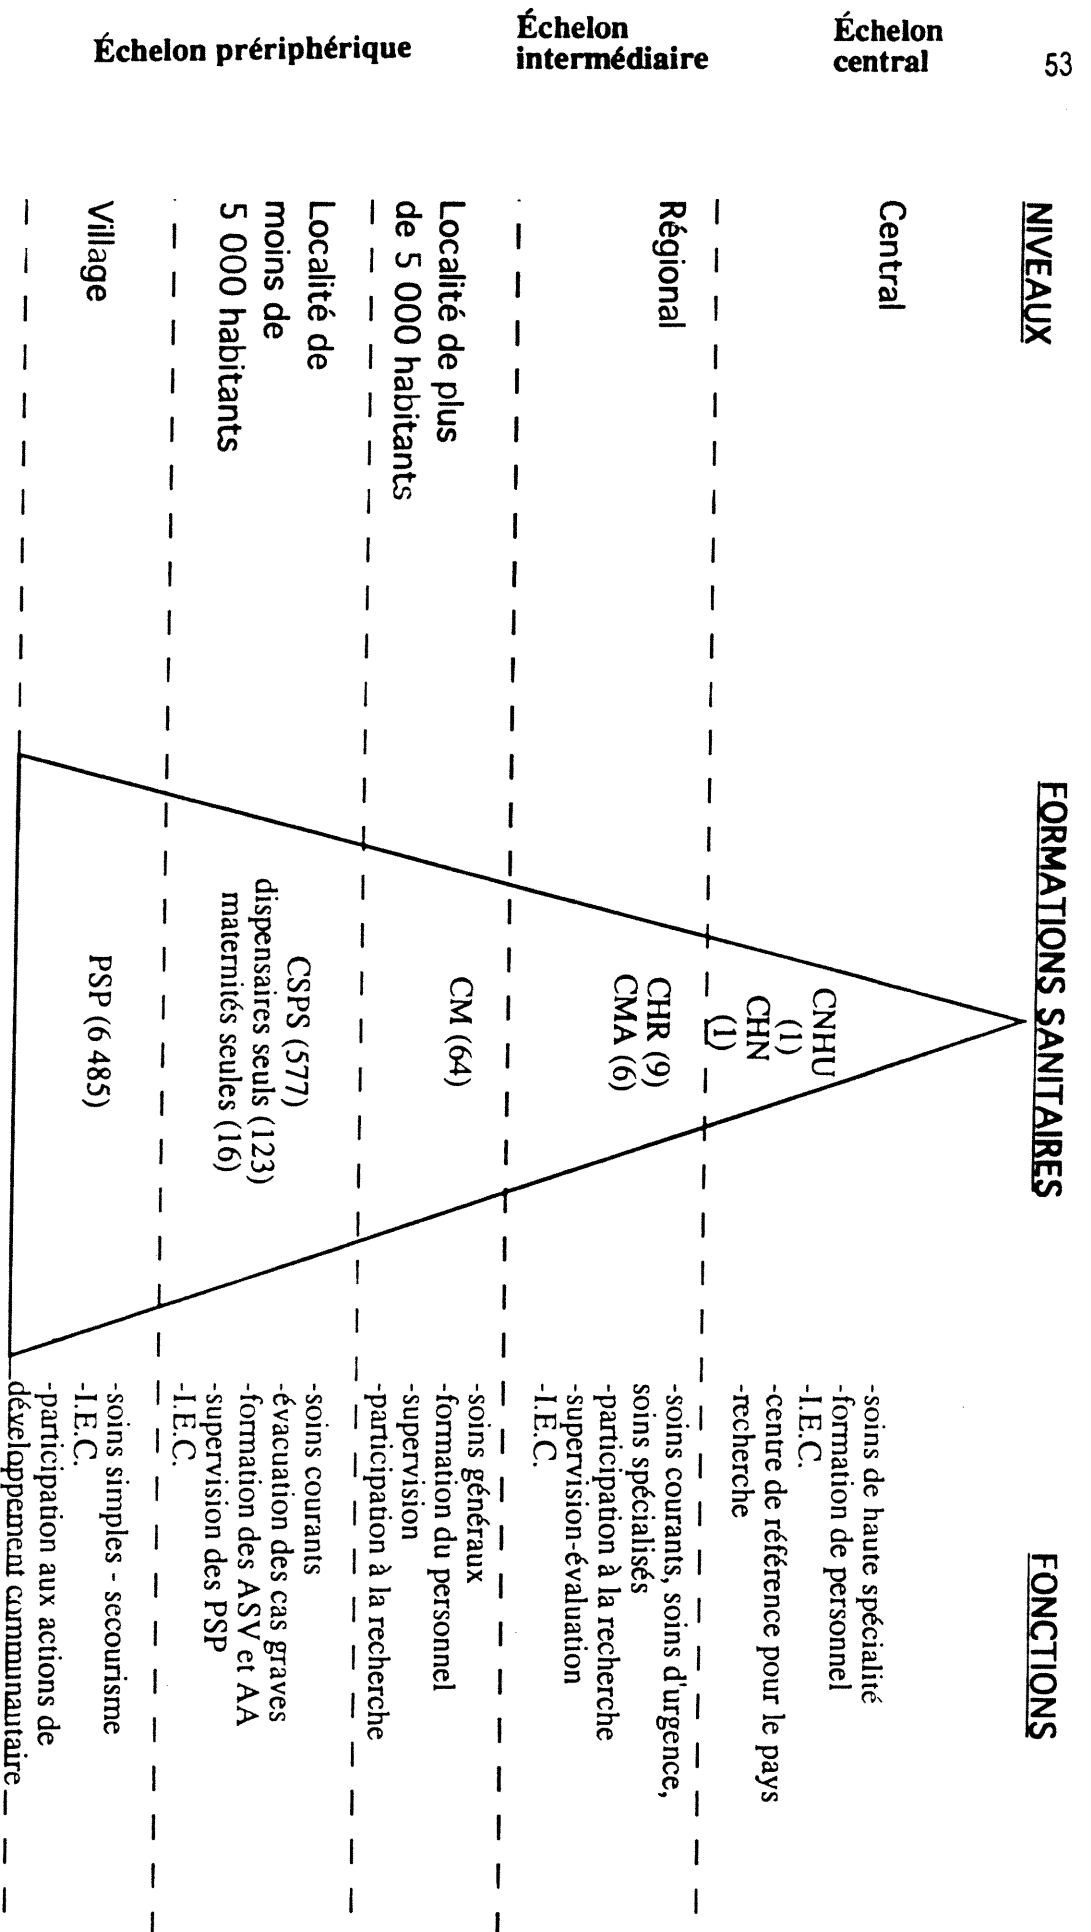 Échelon prériphérique
Échelon
intermédiaire
Échelon
central
53
NIVEAUX
FORMATIONS SANITAIRES
FONCTIONS
Central
CNHU
(1)
CHN
(1)
-soins de haute spécialité
-formation de personnel
-I.E.C.
-centre de référence pour le pays
-recherche
Régional
CHR (9)
CMA (6)
-soins courants, soins d'urgence,
soins spécialisés
-participation à la recherche
-supervision-évaluation
-I.E.C.
Localité de plus
de 5 000 habitants
CM (64)
-soins généraux
-formation du personnel
-supervision
-participation à la recherche
Localité de
moins de
5 000 habitants
CSPS (577)
dispensaires seuls (123)
maternités seules (16)
-soins courants
-évacuation des cas graves
-formation des ASV et AA
-supervision des PSP
-I.E.C.
Village
PSP (6 485)
-soins simples - secourisme
-I.E.C.
-participation aux actions de
développement communautaire